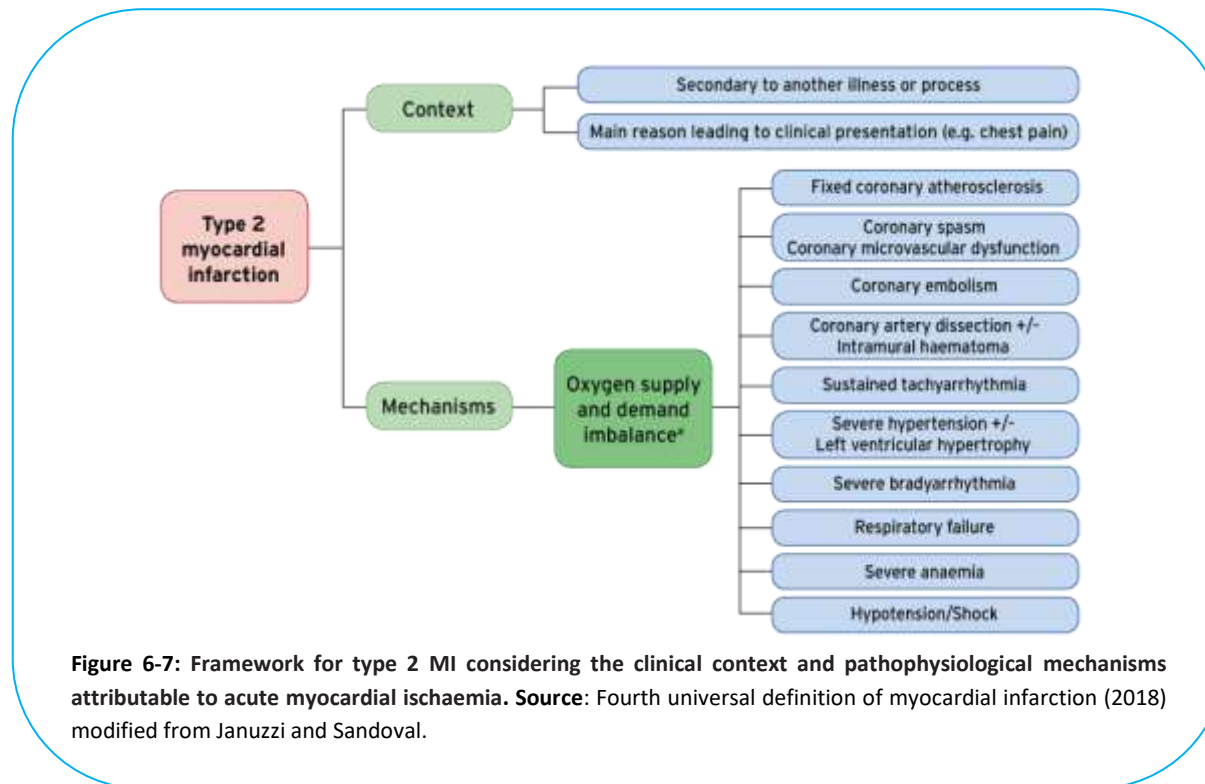 Context
Secondary to another illness or process
Main reason leading to clinical presentation (e.g. chest pain)
Type 2
myocardial
infarction
Mechanisms
Oxygen supply
and demand
imbalanceª
Fixed coronary atherosclerosis
Coronary spasm
Coronary microvascular dysfunction
Coronary embolism
Coronary artery dissection +/-
Intramural haematoma
Sustained tachyarrhythmia
Severe hypertension +/-
Left ventricular hypertrophy
Severe bradyarrhythmia
Respiratory failure
Severe anaemia
Hypotension/Shock
Figure 6-7: Framework for type 2 MI considering the clinical context and pathophysiological mechanisms
attributable to acute myocardial ischaemia. Source: Fourth universal definition of myocardial infarction (2018)
modified from Januzzi and Sandoval.